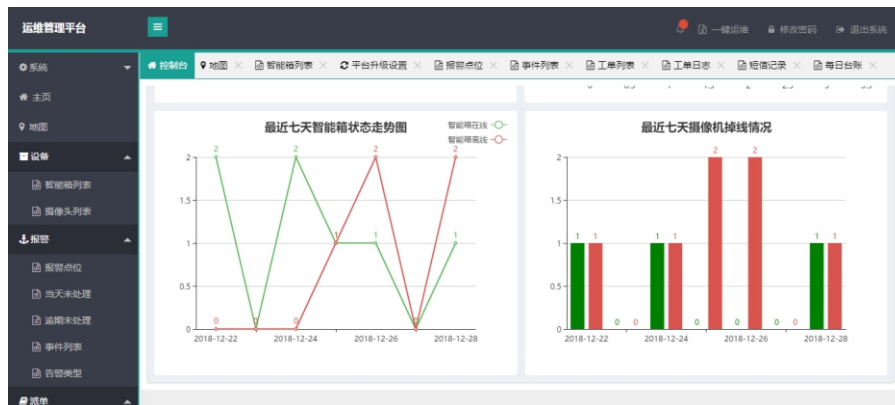 运维管理平台
一键运维 修改密码 退出系统
控制台 地图 智能箱列表 平台升级设置 报警点位 事件列表 工单列表 工单日志 短信记录 每日台账
系统
主页
地图
设备
智能箱列表
摄像头列表
报警
报警点位
当天未处理
逾期未处理
事件列表
告警类型
派单
最近七天智能箱状态走势图
智能箱在线
智能箱离线
2 2 2 2
2
1.5
1 1 1
1
0.5
0 0 0 0
0
2018-12-22 2018-12-24 2018-12-26 2018-12-28
最近七天摄像机掉线情况
2 2
2
1.5
1 1 1 1 1 1
1
0.5
0 0 0 0 0 0
0
2018-12-22 2018-12-24 2018-12-26 2018-12-28